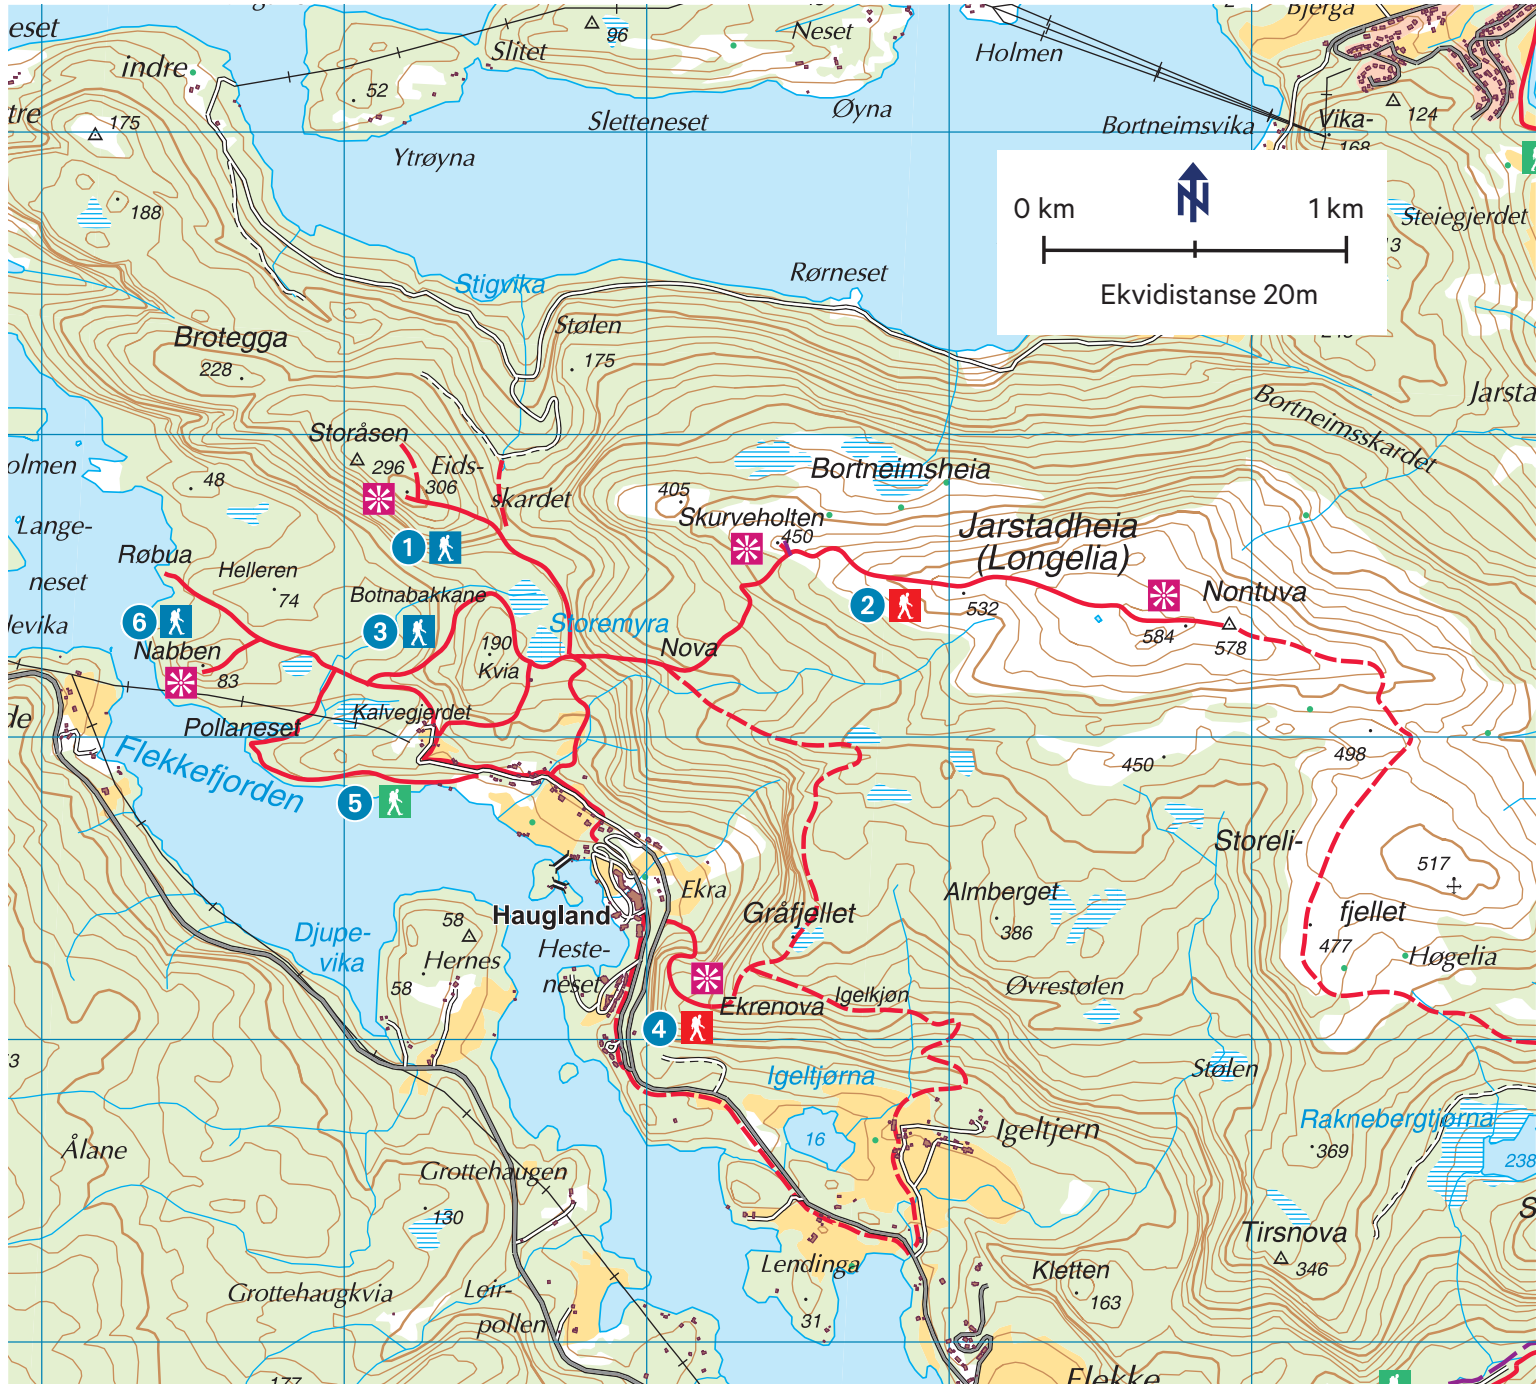 eset
indre
tre
175
188
52
96
Slitet
Neset
Sletteneset
Øyna
Ytrøyna
Holmen
Bortneimsvika
Bjerga
124
Vika-
168
0 km
1 km
Ekvidistanse 20m
Steiegjerdet
Stigvika
Rørneset
Stølen
175
Brotegga
228
Jarsta
Bortneimsskardet
Storåsen
296
306
Eids-
skardet
olmen
48
Lange-
neset
levika
Røbua
Helleren
74
1
Botnabakkane
3
6
Nabben
83
190
Kvia
Storemyra
Nova
405
Skurveholten
450
Bortneimsheia
Jarstadheia
(Longelia)
2
532
Nontuva
584
578
de
Pollaneset
Kalvegjerdet
Flekkefjorden
5
450
498
Storeli-
fjellet
517
477
Høgelia
Ekra
Haugland
Gråfjellet
Almberget
386
Heste-
neset
Djupe-
vika
58
Hernes
58
Øvrestølen
Ekrenova
Igelkjøn
4
Igeltjørna
16
Igeltjern
Stølen
Raknebergtjørna
369
238
Ålane
Grottehaugen
130
Grottehaugkvia
Leir-
pollen
Lendinga
31
Kletten
163
Tirsnova
346
S
Flekke
177